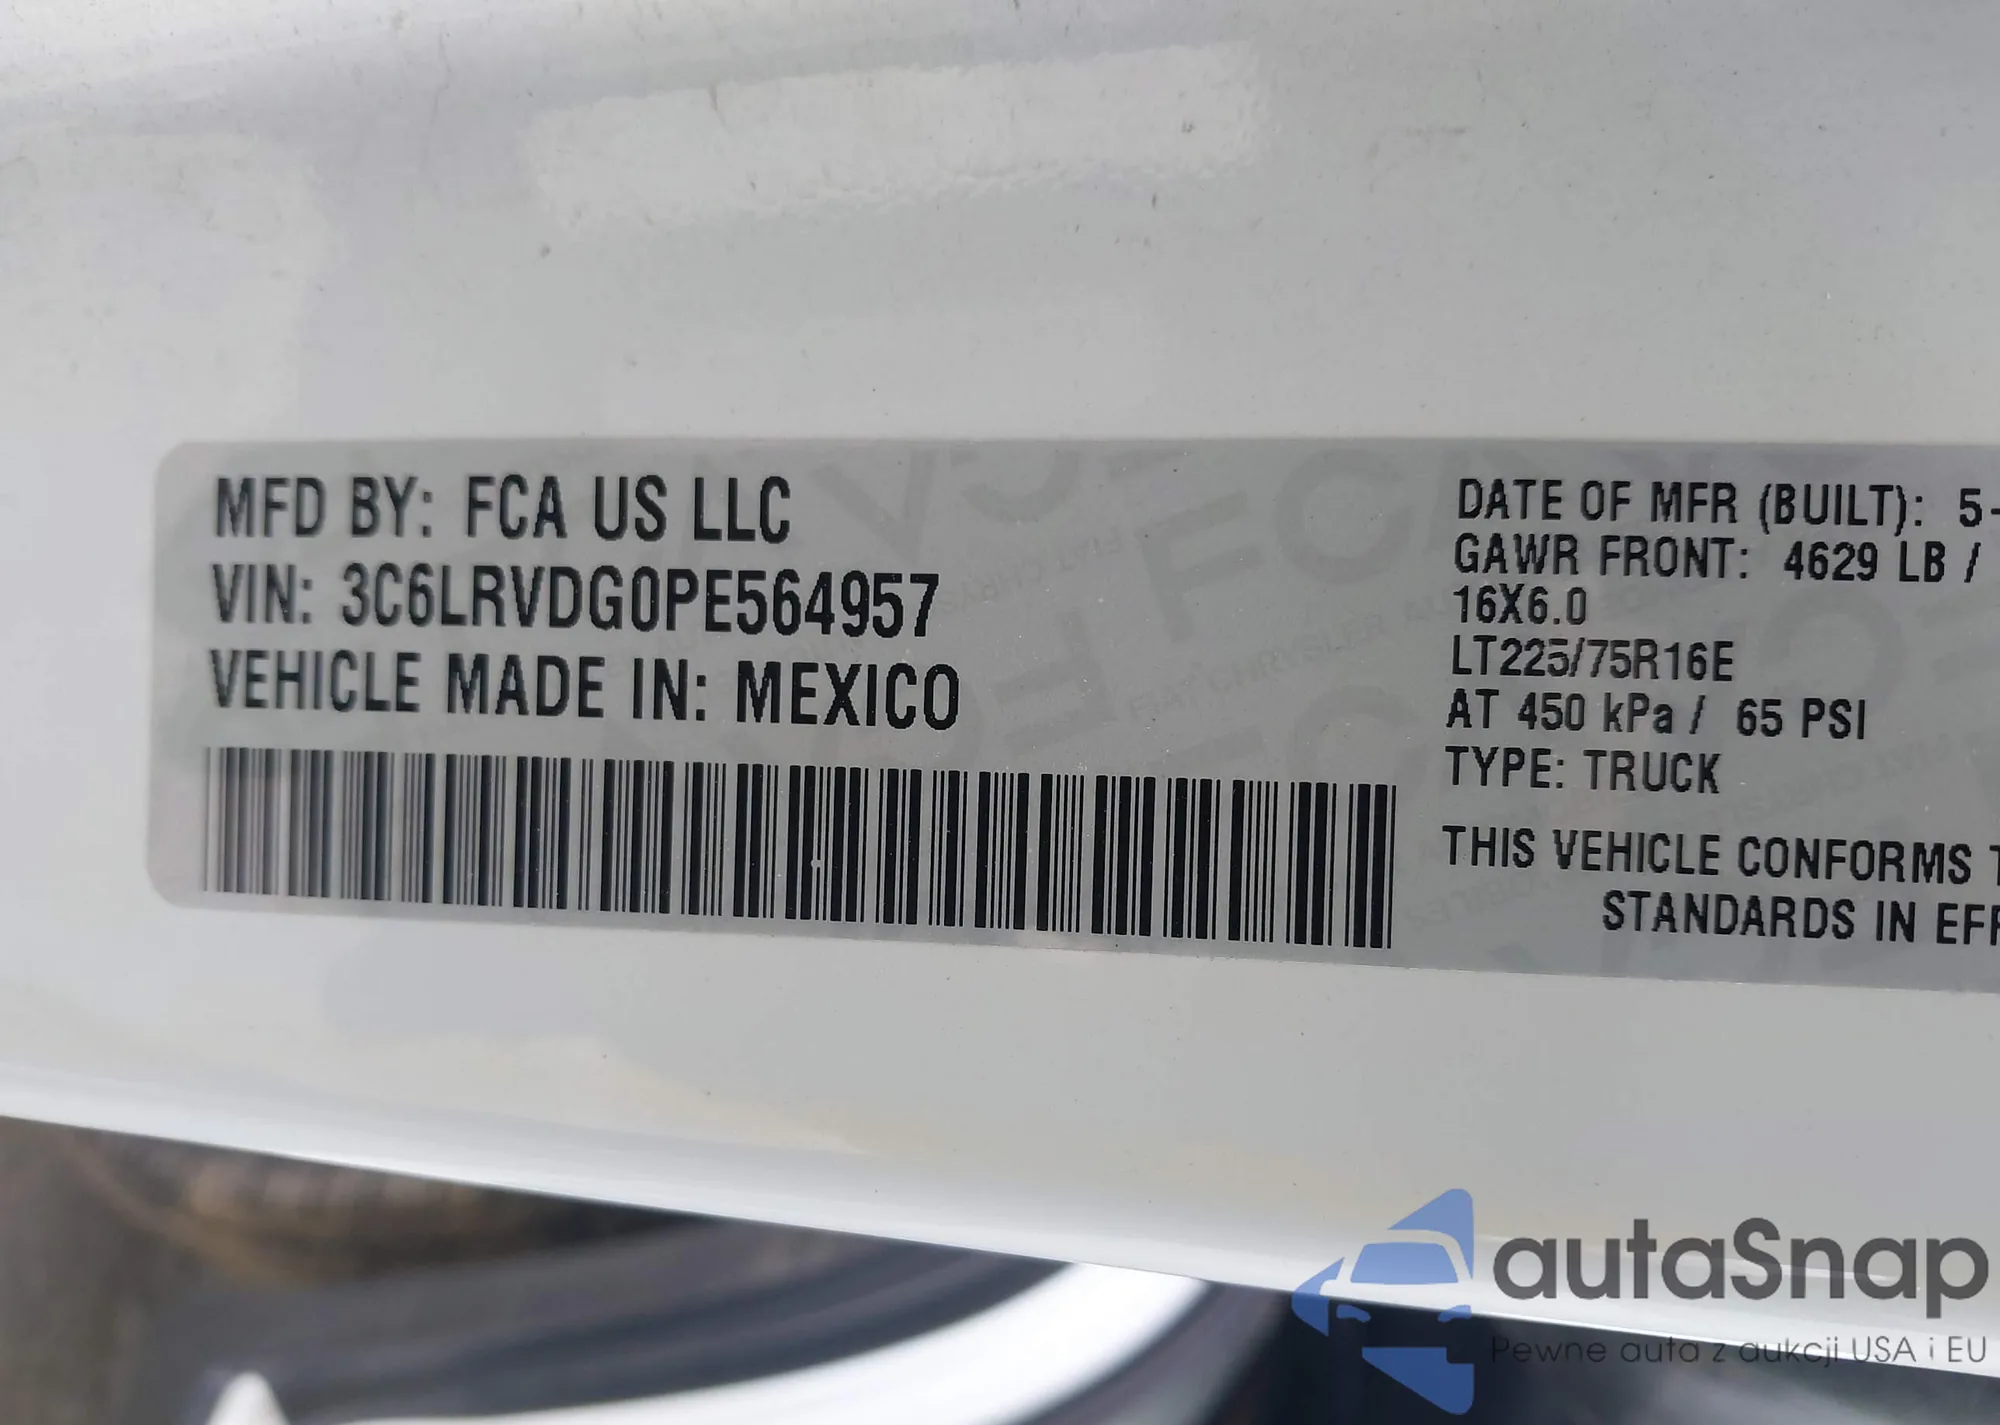 MFD BY: FCA US LLC
VIN: 3C6LRVDG0PE564957
VEHICLE MADE IN: MEXICO
DATE OF MFR (BUILT): 5-
GAWR FRONT: 4629 LB /
16X6.0
LT225/75R16E
AT 450 kPa / 65 PSI
TYPE: TRUCK
THIS VEHICLE CONFORMS T
STANDARDS IN EFF
autaSnap
Pewne auta z aukcji USA i EU